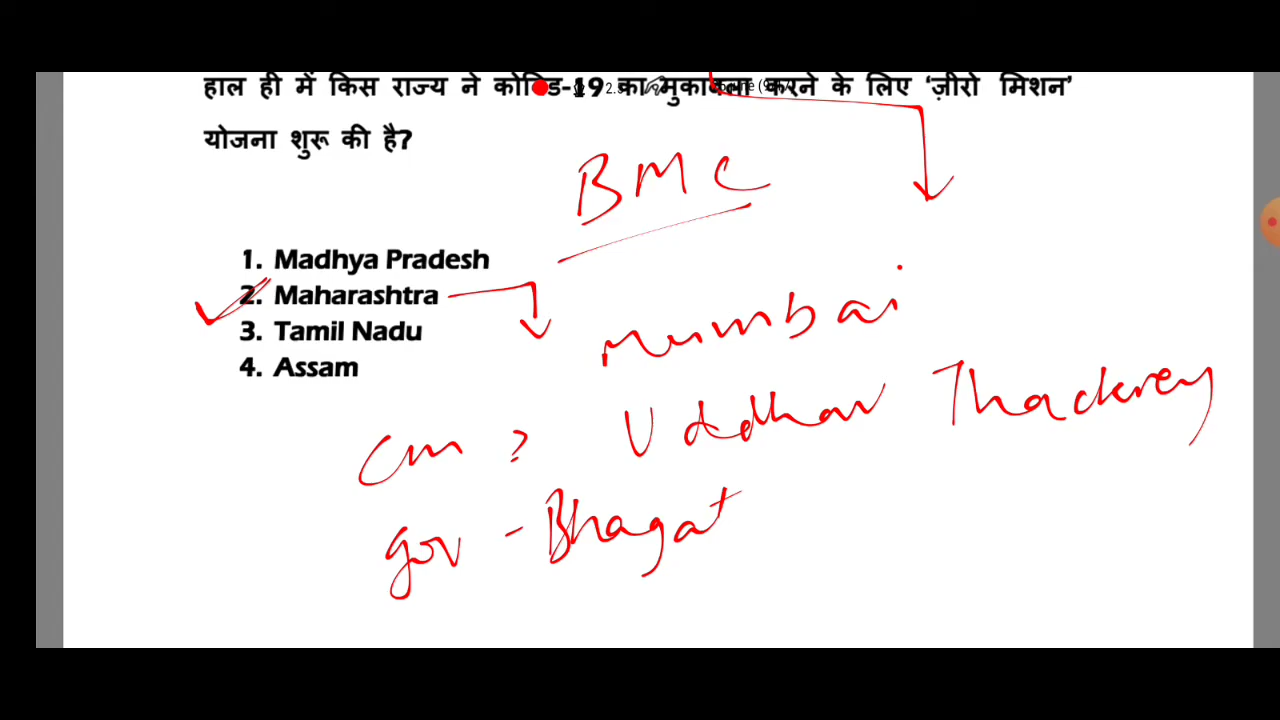 हाल ही में किस राज्य ने कोविड-19 का मुकाबला करने के लिए ‘ज़ीरो मिशन’
योजना शुरू की है?
BMC
1. Madhya Pradesh
2. Maharashtra
3. Tamil Nadu
4. Assam
Mumbai
CM : Uddhav Thackrey
gov - Bhagat